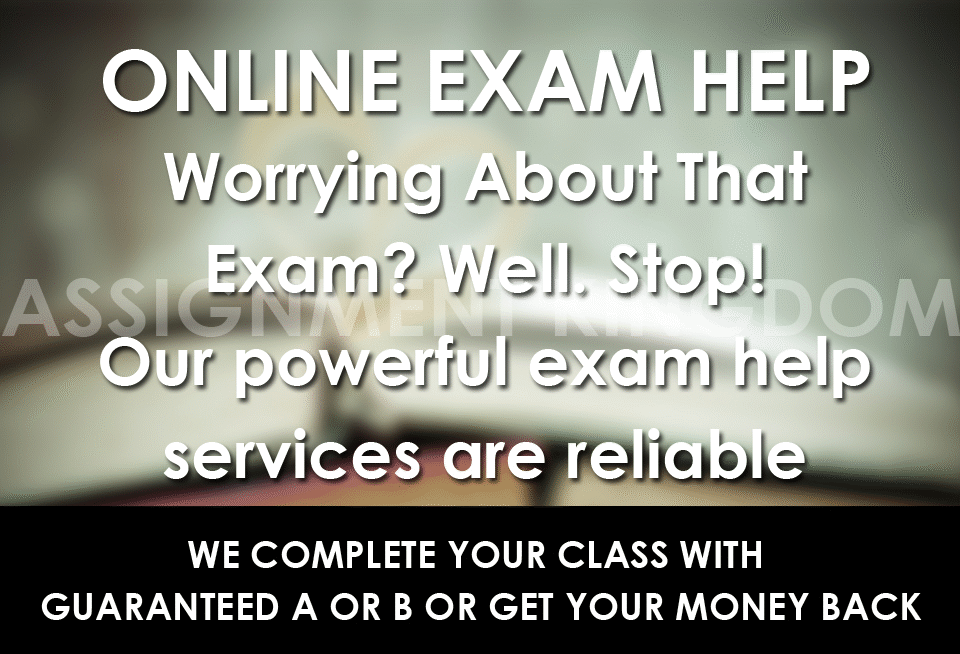 ONLINE EXAM HELP
Worrying About That
Exam? Well. Stop!
ASSIGNMENT KINGDOM
Our powerful exam help
services are reliable
WE COMPLETE YOUR CLASS WITH
GUARANTEED A OR B OR GET YOUR MONEY BACK